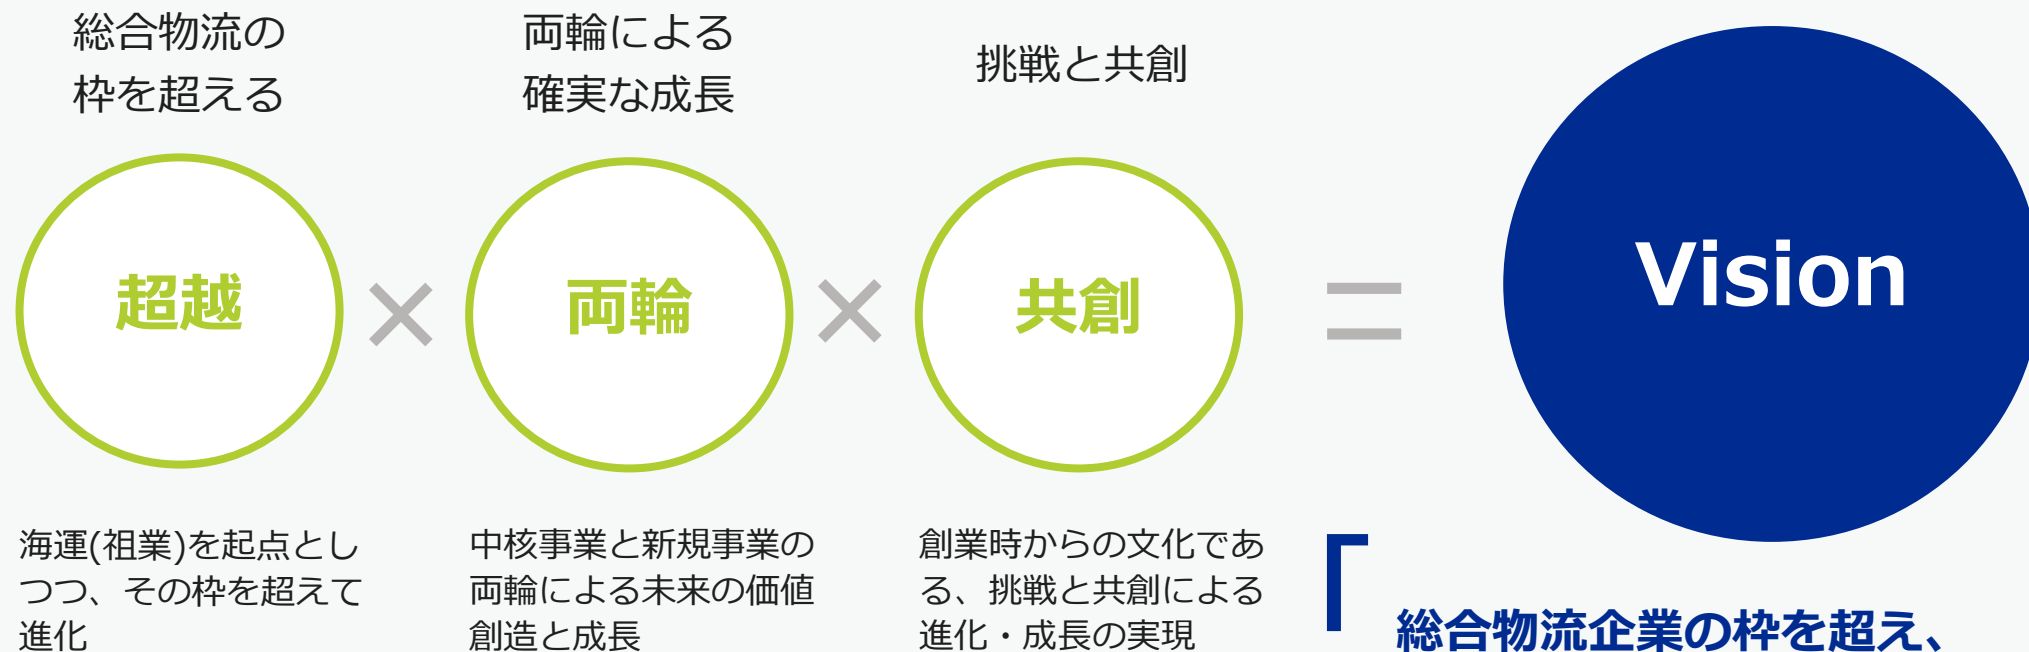 総合物流の
枠を超える
両輪による
確実な成長
挑戦と共創
超越
×
両輪
×
共創
=
Vision
海運(祖業)を起点とし
つつ、その枠を超えて
進化
中核事業と新規事業の
両輪による未来の価値
創造と成長
創業時からの文化であ
る、挑戦と共創による
進化・成長の実現
「
総合物流企業の枠を超え、